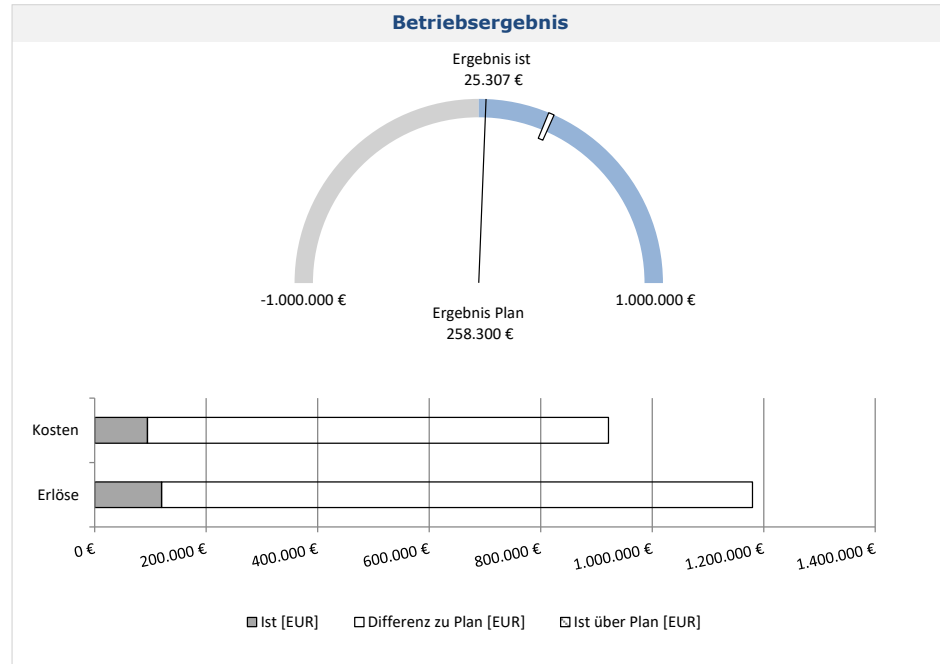 Betriebsergebnis
Ergebnis ist
25.307 €
-1.000.000 €
1.000.000 €
Ergebnis Plan
258.300 €
Kosten
Erlöse
0 €
200.000 €
400.000 €
600.000 €
800.000 €
1.000.000 €
1.200.000 €
1.400.000 €
Ist [EUR]
Differenz zu Plan [EUR]
Ist über Plan [EUR]